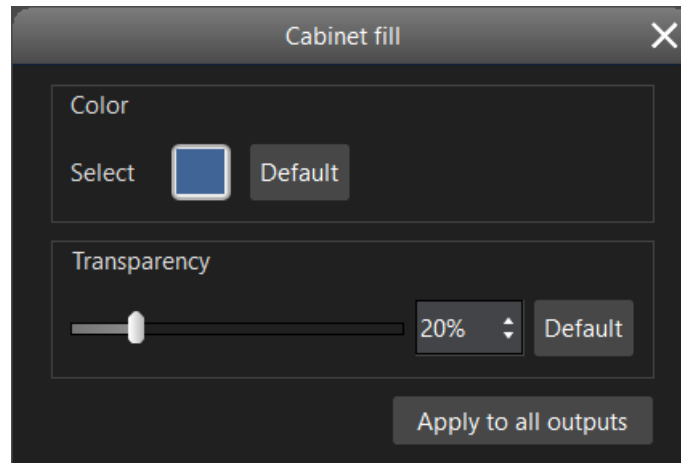 Cabinet fill
Color
Select Default
Transparency
20% Default
Apply to all outputs